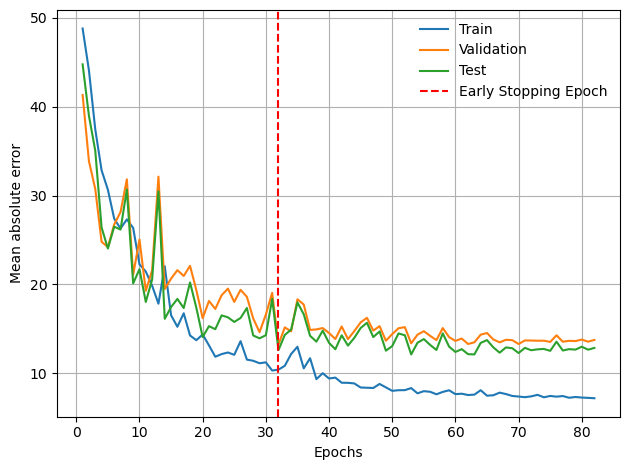 50
40
30
20
10
Mean absolute error
Train
Validation
Test
Early Stopping Epoch
0 10 20 30 40 50 60 70 80
Epochs